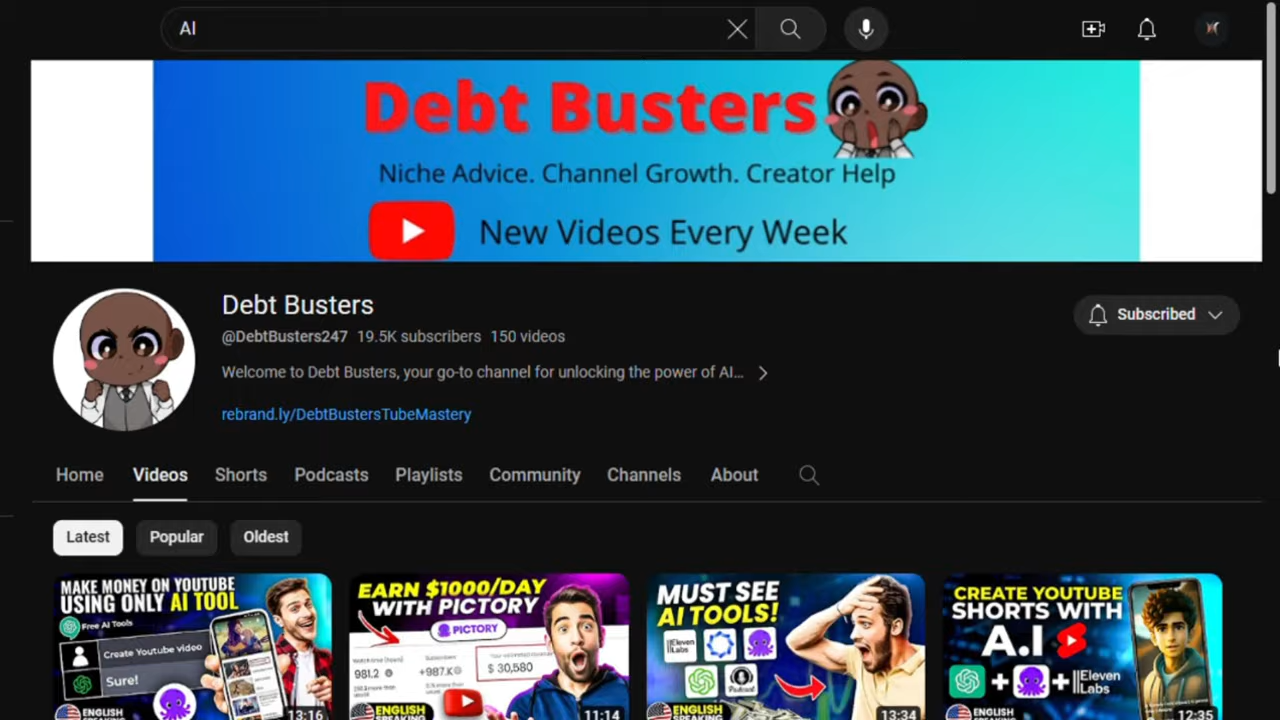 AI
Debt Busters
Niche Advice. Channel Growth. Creator Help
New Videos Every Week
Debt Busters
@DebtBusters247 19.5K subscribers 150 videos
Welcome to Debt Busters, your go-to channel for unlocking the power of AI...
rebrand.ly/DebtBustersTubeMastery
Subscribed
Home Videos Shorts Podcasts Playlists Community Channels About
Latest Popular Oldest
MAKE MONEY ON YOUTUBE
USING ONLY AI TOOL
Free AI Tools
Create Youtube video
Sure!
ENGLISH
13:16
EARN $1000/DAY
WITH PICTORY
PICTORY
981.2
+987.K
$ 30,580
ENGLISH
SPEAKING
11:14
MUST SEE
AI TOOLS!
ElevenLabs
Podcast
ENGLISH
SPEAKING
13:34
CREATE YOUTUBE
SHORTS WITH
A.I
+ + IIEleven
Labs
ENGLISH
SPEAKING
12:35